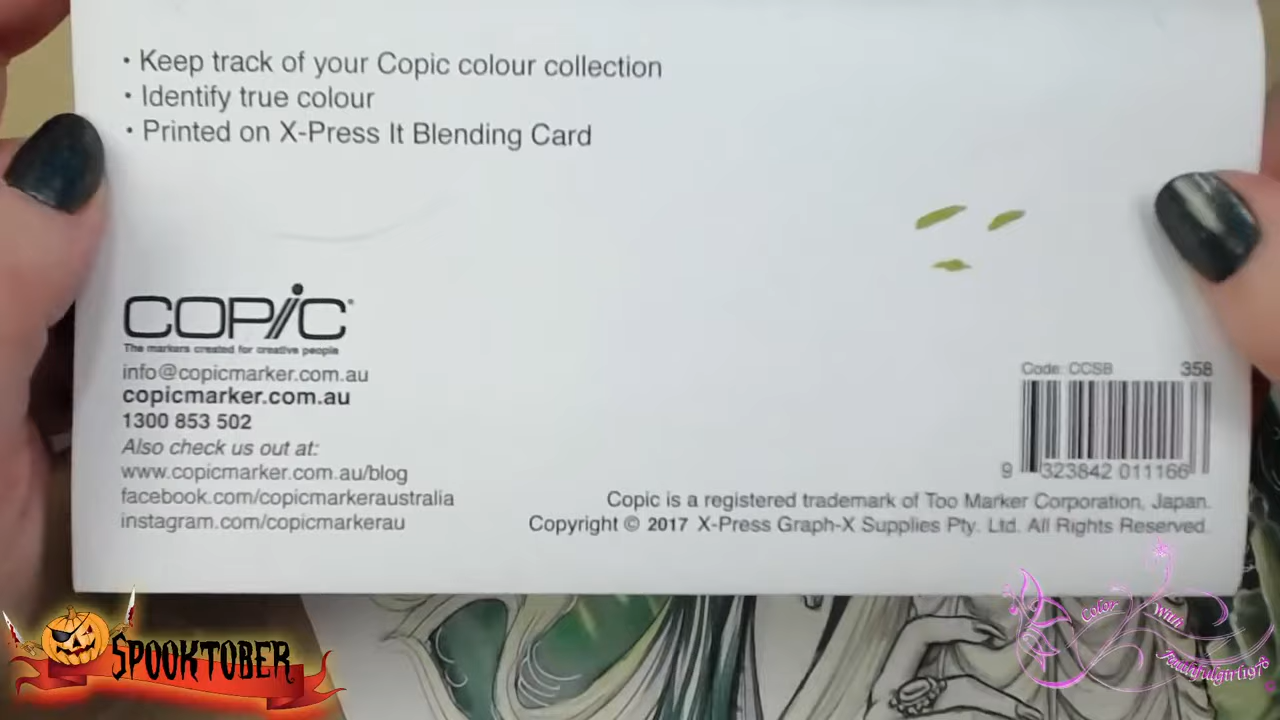 • Keep track of your Copic colour collection
• Identify true colour
• Printed on X-Press It Blending Card
COPIC
The markers created for creative people
info@copicmarker.com.au
copicmarker.com.au
1300 853 502
Also check us out at:
www.copicmarker.com.au/blog
facebook.com/copicmarkeraustralia
instagram.com/copicmarkerau
Code: CCSB 358
9 323842 011166
Copic is a registered trademark of Too Marker Corporation, Japan.
Copyright © 2017 X-Press Graph-X Supplies Pty. Ltd. All Rights Reserved.
SPOOKTOBER
Color With
Faithfulgirl1978